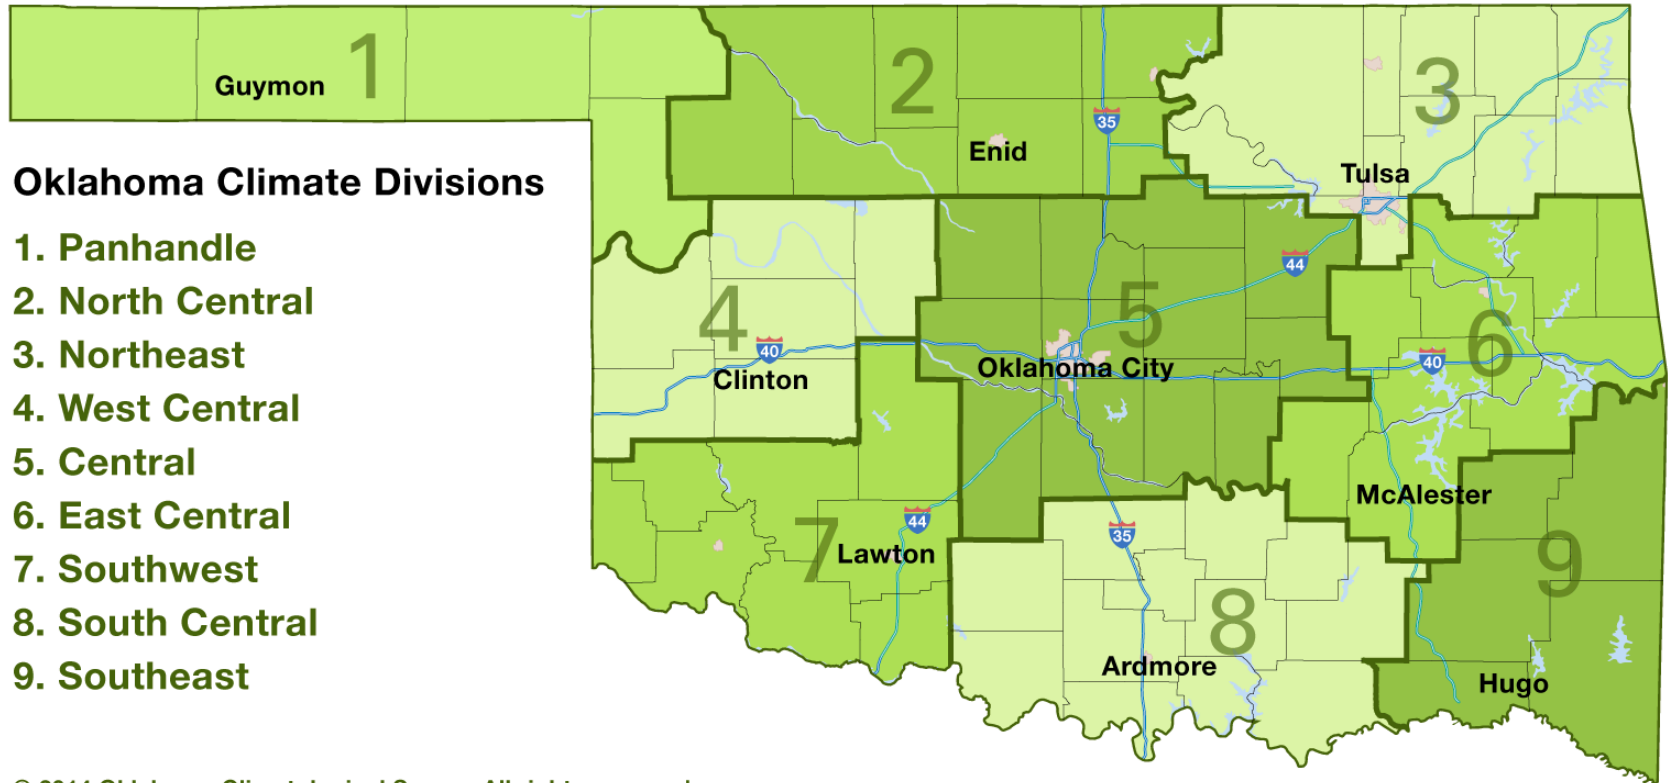 1
2
3
Guymon
35
Enid
Tulsa
Oklahoma Climate Divisions
1. Panhandle
2. North Central
3. Northeast
4. West Central
5. Central
6. East Central
7. Southwest
8. South Central
9. Southeast
44
4
5
6
40
Clinton
Oklahoma City
40
McAlester
44
35
7
Lawton
9
8
Ardmore
Hugo